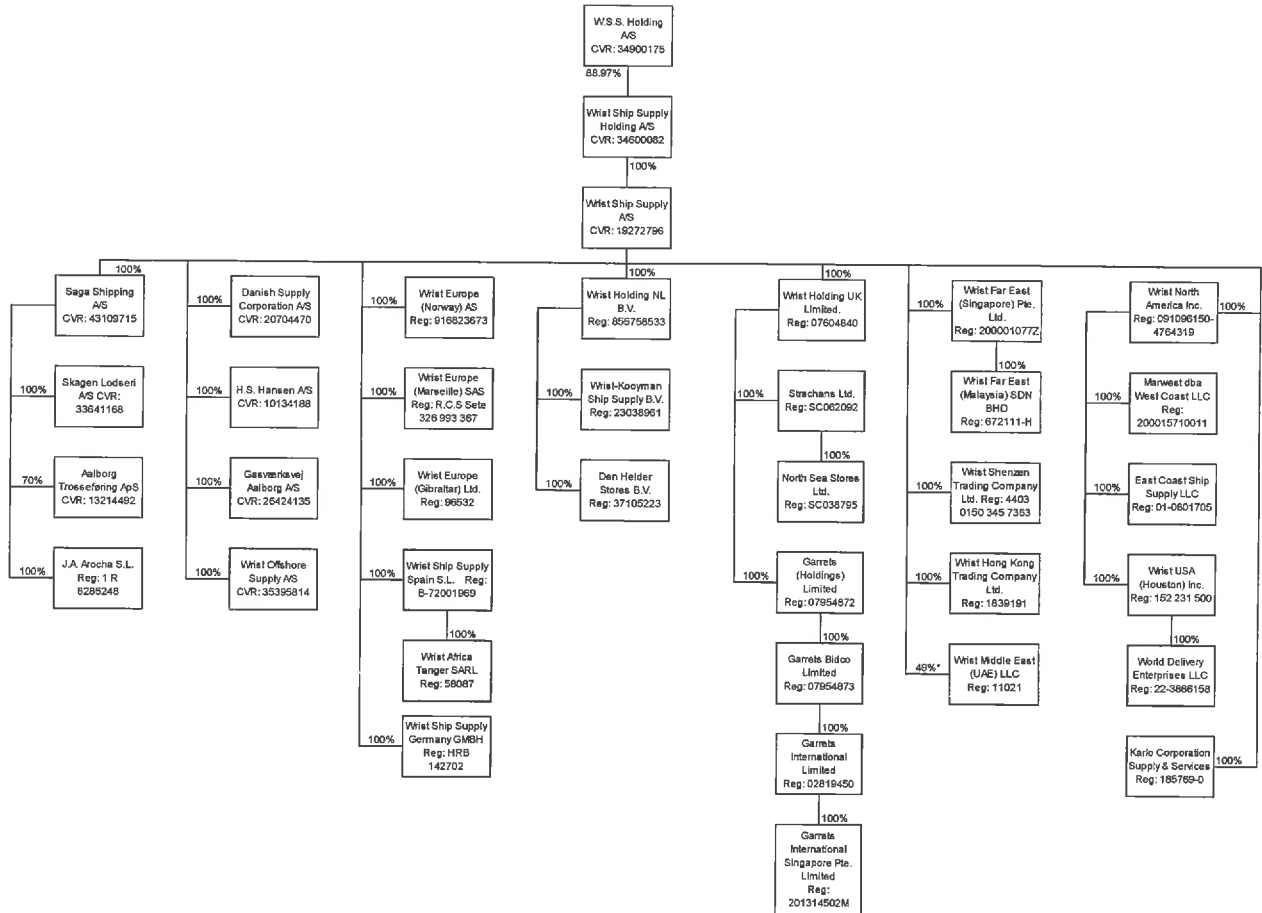 W.S.S. Holding
A/S
CVR: 34900175
88.97%
Wrist Ship Supply
Holding A/S
CVR: 34600082
100%
Wrist Ship Supply
A/S
CVR: 19272796
100%
Saga Shipping
A/S
CVR: 43109715
100%
Skagen Lodseri
A/S CVR:
33641168
70%
Aalborg
Trosseføring ApS
CVR: 13214492
100%
J.A. Arocha S.L.
Reg: 1 R
8285248
100%
Danish Supply
Corporation A/S
CVR: 20704470
100%
H.S. Hansen A/S
CVR: 10134188
100%
Gasværksvej
Aalborg A/S
CVR: 26424135
100%
Wrist Offshore
Supply A/S
CVR: 35395814
100%
Wrist Europe
(Norway) AS
Reg: 916823673
100%
Wrist Europe
(Marseille) SAS
Reg: R.C.S Sete
326 993 367
100%
Wrist Europe
(Gibraltar) Ltd.
Reg: 96532
100%
Wrist Ship Supply
Spain S.L. Reg:
B-72001969
100%
Wrist Africa
Tanger SARL
Reg: 58087
100%
Wrist Ship Supply
Germany GMBH
Reg: HRB
142702
100%
Wrist Holding NL
B.V.
Reg: 855758533
100%
Wrist-Kooyman
Ship Supply B.V.
Reg: 23038961
100%
Den Helder
Stores B.V.
Reg: 37105223
100%
Wrist Holding UK
Limited.
Reg: 07604840
100%
Strachans Ltd.
Reg: SC062092
100%
North Sea Stores
Ltd.
Reg: SC038795
100%
Garrets
(Holdings)
Limited
Reg: 07954872
100%
Garrets Bidco
Limited
Reg: 07954873
100%
Garrets
International
Limited
Reg: 02819450
100%
Garrets
International
Singapore Pte.
Limited
Reg:
201314502M
100%
Wrist Far East
(Singapore) Pte.
Ltd.
Reg: 200001077Z
100%
Wrist Far East
(Malaysia) SDN
BHD
Reg: 672111-H
100%
Wrist Shenzen
Trading Company
Ltd. Reg: 4403
0150 345 7363
100%
Wrist Hong Kong
Trading Company
Ltd.
Reg: 1839191
49%*
Wrist Middle East
(UAE) LLC
Reg: 11021
Wrist North
America Inc.
Reg: 091096150-
4764319
100%
100%
Marwest dba
West Coast LLC
Reg:
200015710011
100%
East Coast Ship
Supply LLC
Reg: 01-0801705
100%
Wrist USA
(Houston) Inc.
Reg: 152 231 500
100%
World Delivery
Enterprises LLC
Reg: 22-3866158
Karlo Corporation
Supply & Services
Reg: 185769-0
100%